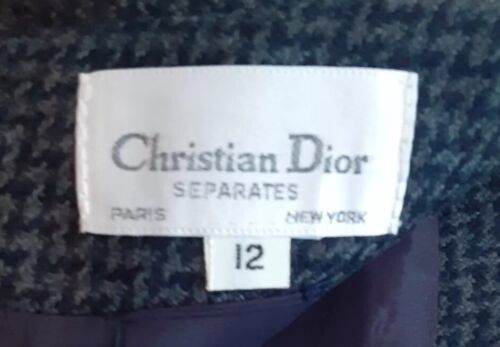 Christian Dior
SEPARATES
PARIS NEW YORK
12